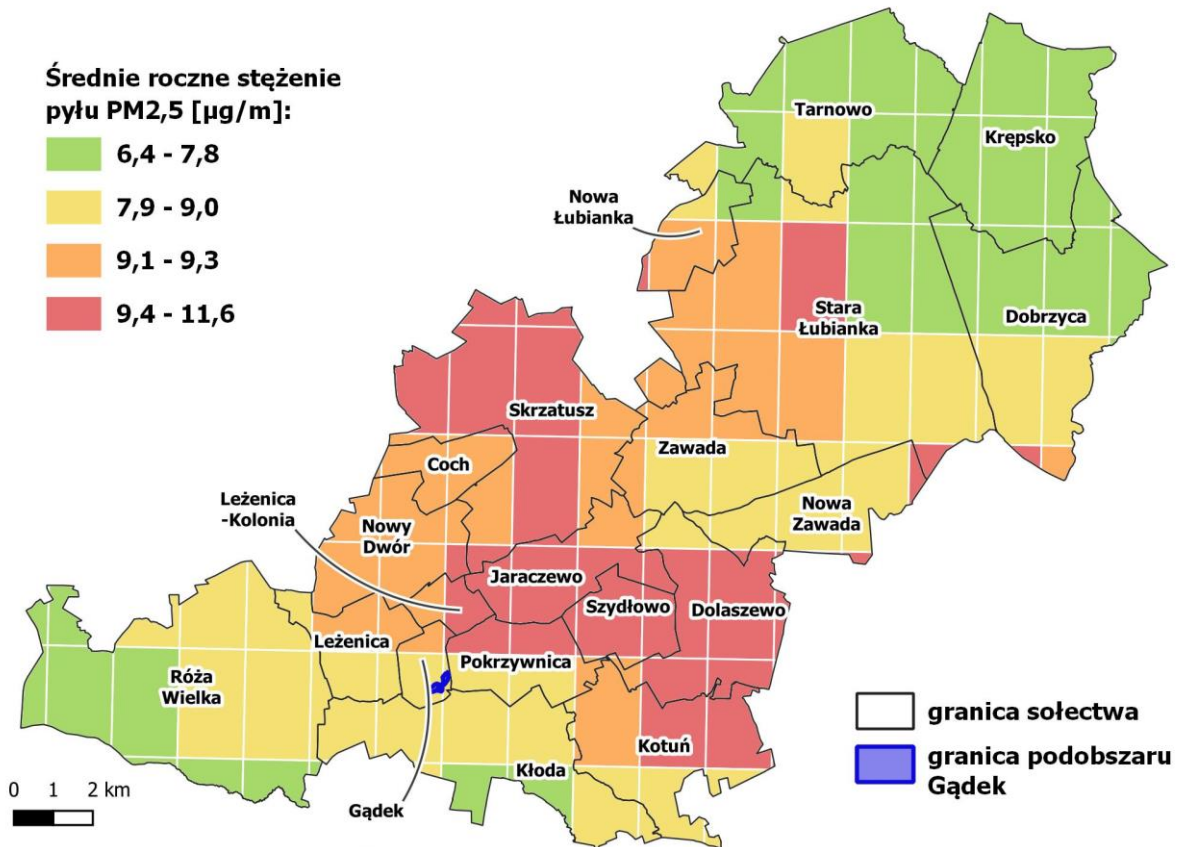 Średnie roczne stężenie
pyłu PM2,5 [µg/m]:
6,4 - 7,8
7,9 - 9,0
9,1 - 9,3
9,4 - 11,6
Tarnowo
Krępsko
Nowa
Łubianka
Stara
Łubianka
Dobrzyca
Skrzatusz
Zawada
Coch
Leżenica
-Kolonia
Nowa
Zawada
Nowy
Dwór
Jaraczewo
Szydłowo
Dolaszewo
Leżenica
Pokrzywnica
Róża
Wielka
Kotuń
Kłoda
Gądek
granica sołectwa
granica podobszaru
Gądek
0 1 2 km